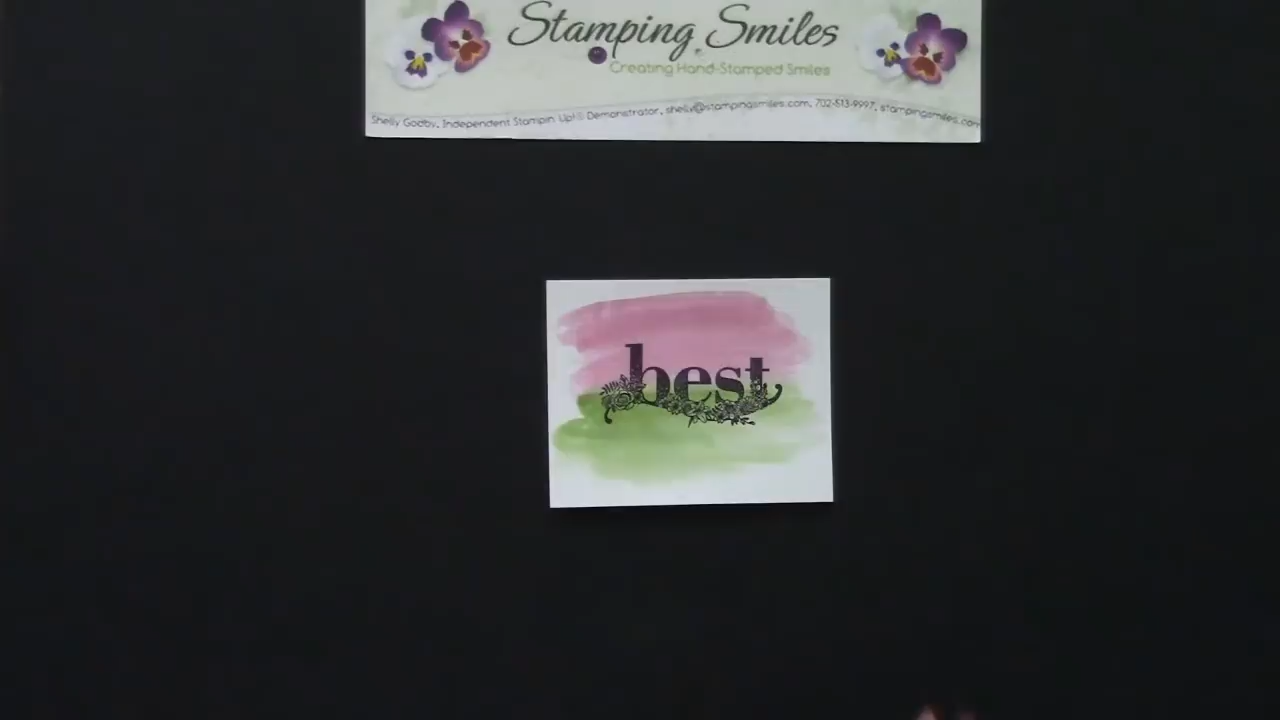 Stamping Smiles
Creating Hand-Stamped Smiles
Shelly Godby, Independent Stampin Up!® Demonstrator, shelly@stampingsmiles.com, 702-513-9997, stampingsmiles.com
best